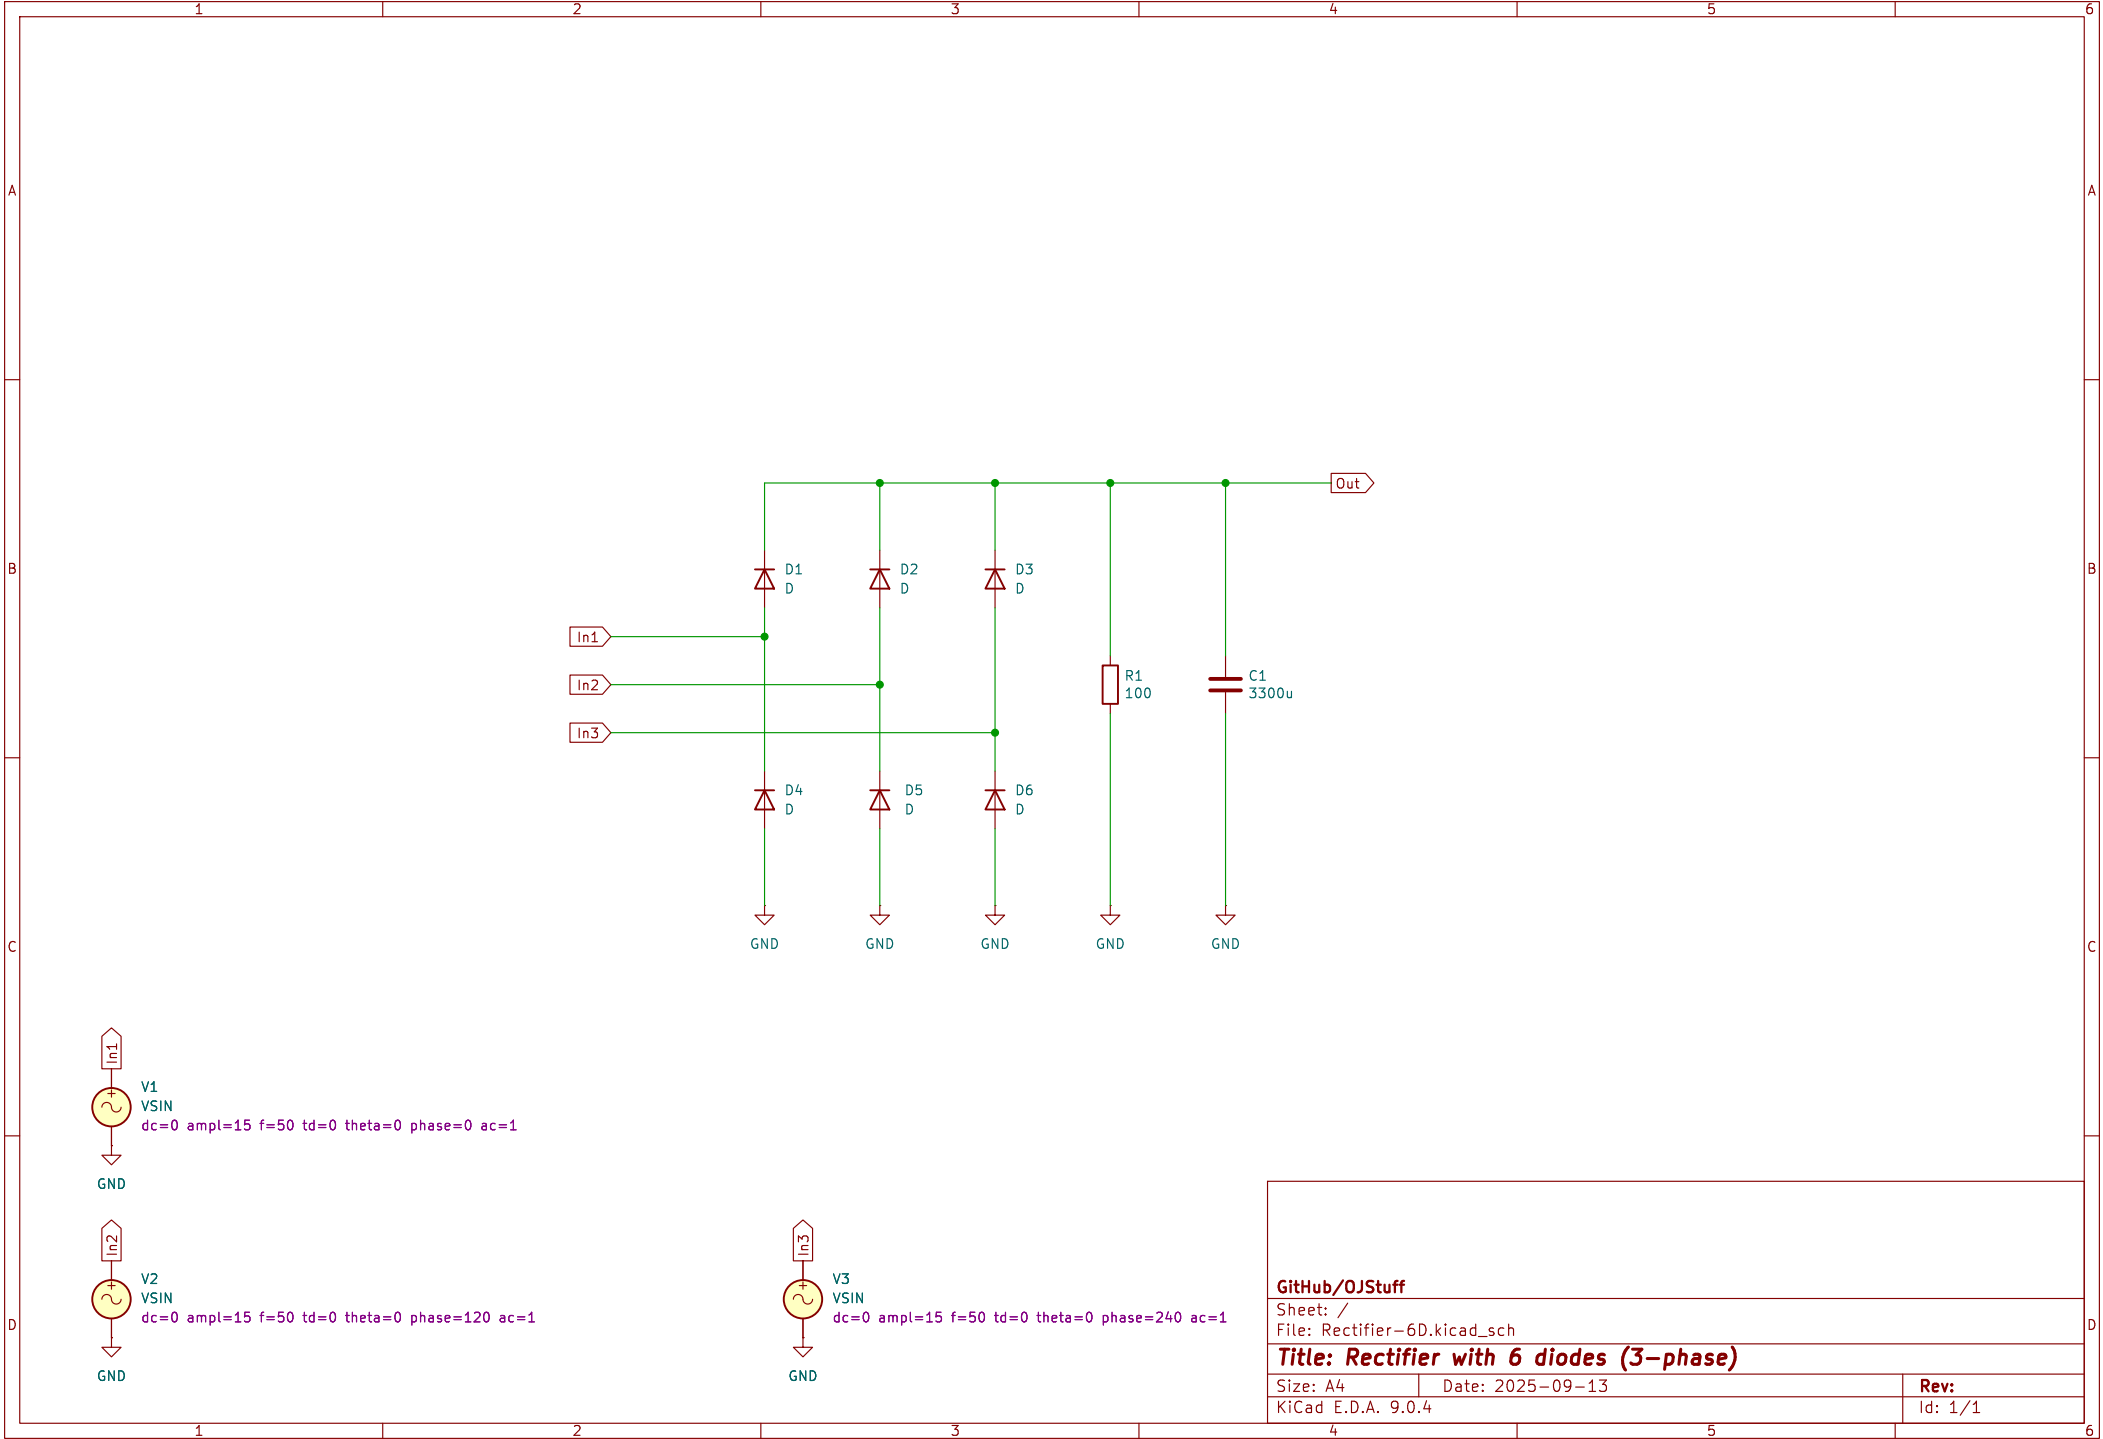 1 2 3 4 5 6
A A
Out
B B
D1 D2 D3
D D D
In1
In2
In3
R1 C1
100 3300u
D4 D5 D6
D D D
C C
GND GND GND GND GND
In1
V1
VSIN
dc=0 ampl=15 f=50 td=0 theta=0 phase=0 ac=1
GND
In2
V2
VSIN
dc=0 ampl=15 f=50 td=0 theta=0 phase=120 ac=1
GND
In3
V3
VSIN
dc=0 ampl=15 f=50 td=0 theta=0 phase=240 ac=1
GND
D D
GitHub/OJStuff
Sheet: /
File: Rectifier-6D.kicad_sch
Title: Rectifier with 6 diodes (3-phase)
Size: A4 Date: 2025-09-13 Rev:
KiCad E.D.A. 9.0.4 Id: 1/1
1 2 3 4 5 6